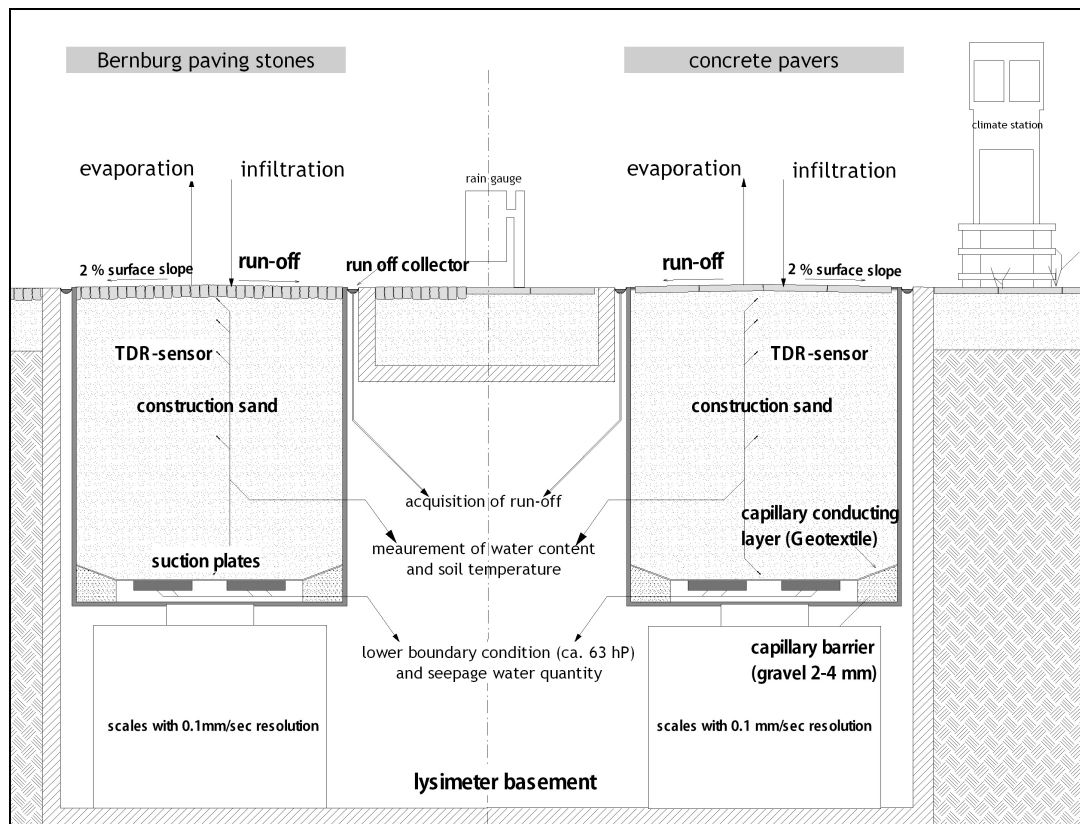 Bernburg paving stones
concrete pavers
climate station
evaporation
infiltration
rain gauge
evaporation
infiltration
2 % surface slope
run-off
run off collector
run-off
2 % surface slope
TDR-sensor
TDR-sensor
construction sand
construction sand
acquisition of run-off
capillary conducting
layer (Geotextile)
meaurement of water content
and soil temperature
suction plates
lower boundary condition (ca. 63 hP)
and seepage water quantity
capillary barrier
(gravel 2-4 mm)
scales with 0.1mm/sec resolution
scales with 0.1 mm/sec resolution
lysimeter basement